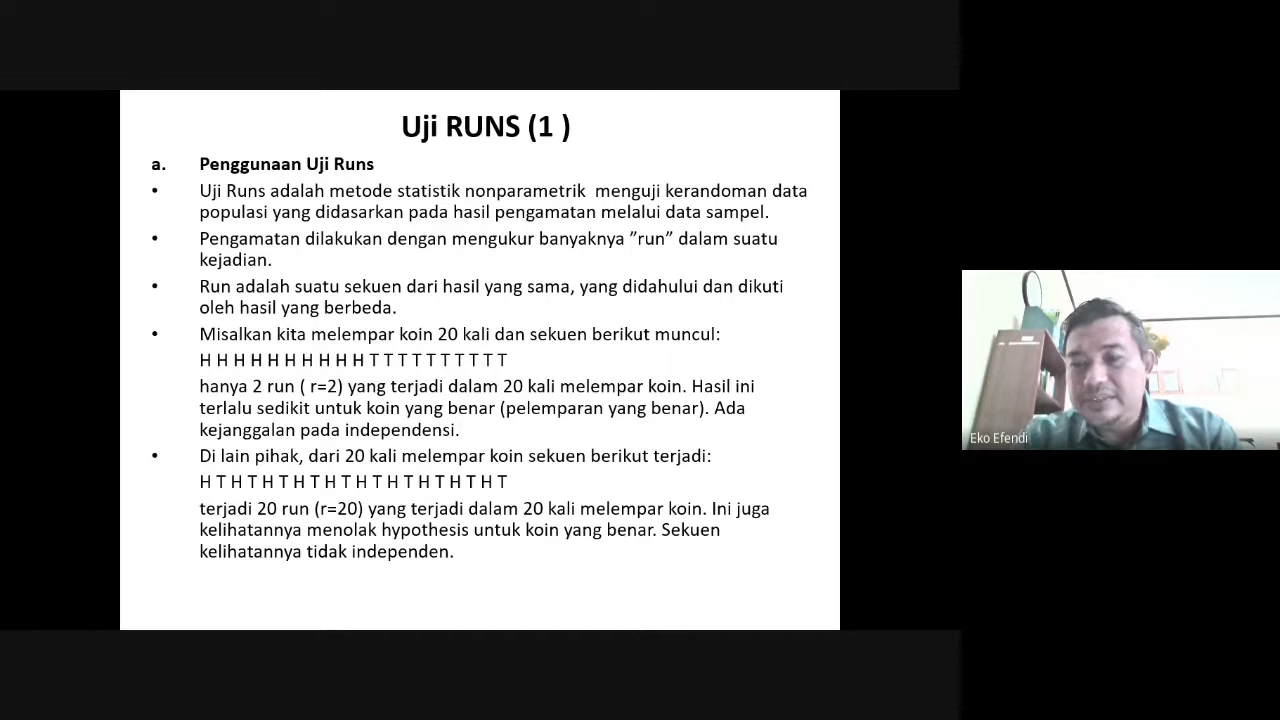 Uji RUNS (1 )
a. Penggunaan Uji Runs
• Uji Runs adalah metode statistik nonparametrik menguji kerandoman data
populasi yang didasarkan pada hasil pengamatan melalui data sampel.
• Pengamatan dilakukan dengan mengukur banyaknya ”run” dalam suatu
kejadian.
• Run adalah suatu sekuen dari hasil yang sama, yang didahului dan dikuti
oleh hasil yang berbeda.
• Misalkan kita melempar koin 20 kali dan sekuen berikut muncul:
H H H H H H H H H H T T T T T T T T T T
hanya 2 run ( r=2) yang terjadi dalam 20 kali melempar koin. Hasil ini
terlalu sedikit untuk koin yang benar (pelemparan yang benar). Ada
kejanggalan pada independensi.
• Di lain pihak, dari 20 kali melempar koin sekuen berikut terjadi:
H T H T H T H T H T H T H T H T H T H T
terjadi 20 run (r=20) yang terjadi dalam 20 kali melempar koin. Ini juga
kelihatannya menolak hypothesis untuk koin yang benar. Sekuen
kelihatannya tidak independen.
Eko Efendi